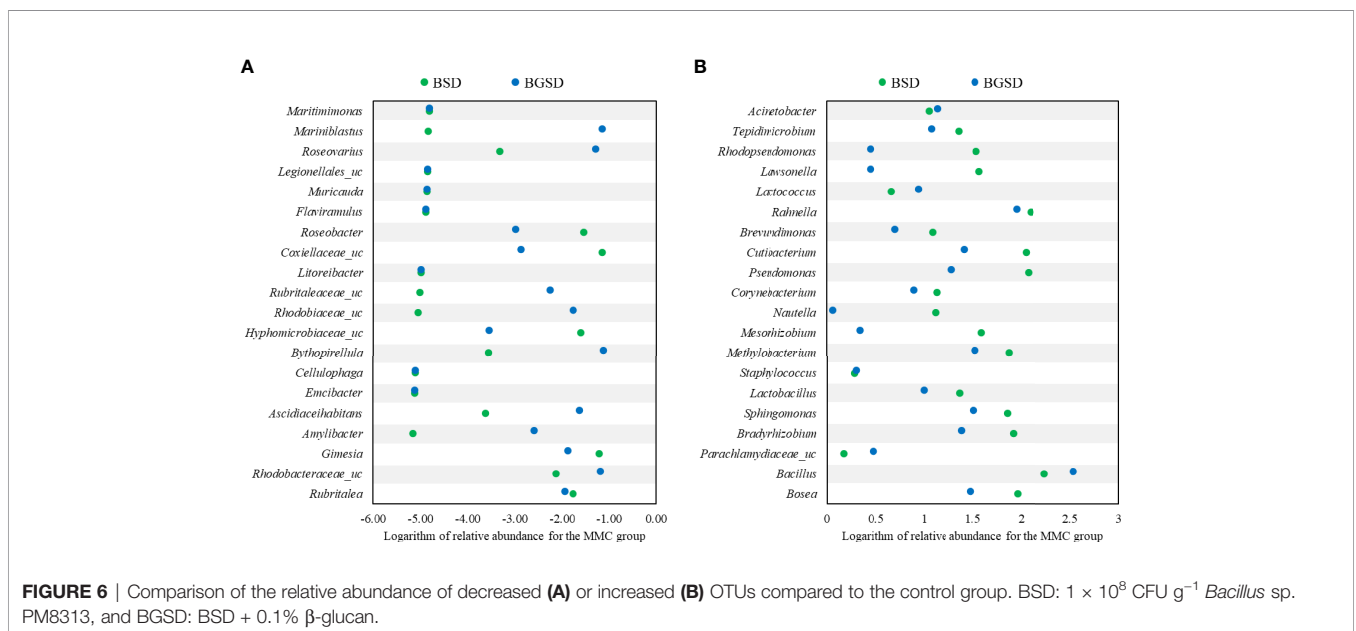 A
B
BSD
BGSD
BSD
BGSD
Maritimimonas
Mariniblastus
Roseovarius
Legionellales_uc
Muricauda
Flaviramulus
Roseobacter
Coxiellaceae_uc
Litoreibacter
Rubritaleaceae_uc
Rhodobiaceae_uc
Hyphomicrobiaceae_uc
Bythopirellula
Cellulophaga
Emcibacter
Ascidiaceihabitans
Amylibacter
Gimesia
Rhodobacteraceae_uc
Rubritalea
-6.00 -5.00 -4.00 -3.00 -2.00 -1.00 0.00
Logarithm of relative abundance for the MMC group
Acinetobacter
Tepidimicrobium
Rhodopseudomonas
Lawsonella
Lactococcus
Rahnella
Brevundimonas
Cutibacterium
Pseudomonas
Corynebacterium
Nautella
Mesorhizobium
Methylobacterium
Staphylococcus
Lactobacillus
Sphingomonas
Bradyrhizobium
Parachlamydiaceae_uc
Bacillus
Bosea
0 0.5 1 1.5 2 2.5 3
Logarithm of relative abundance for the MMC group
FIGURE 6 | Comparison of the relative abundance of decreased (A) or increased (B) OTUs compared to the control group. BSD: 1 × 10⁸ CFU g⁻¹ Bacillus sp.
PM8313, and BGSD: BSD + 0.1% β-glucan.